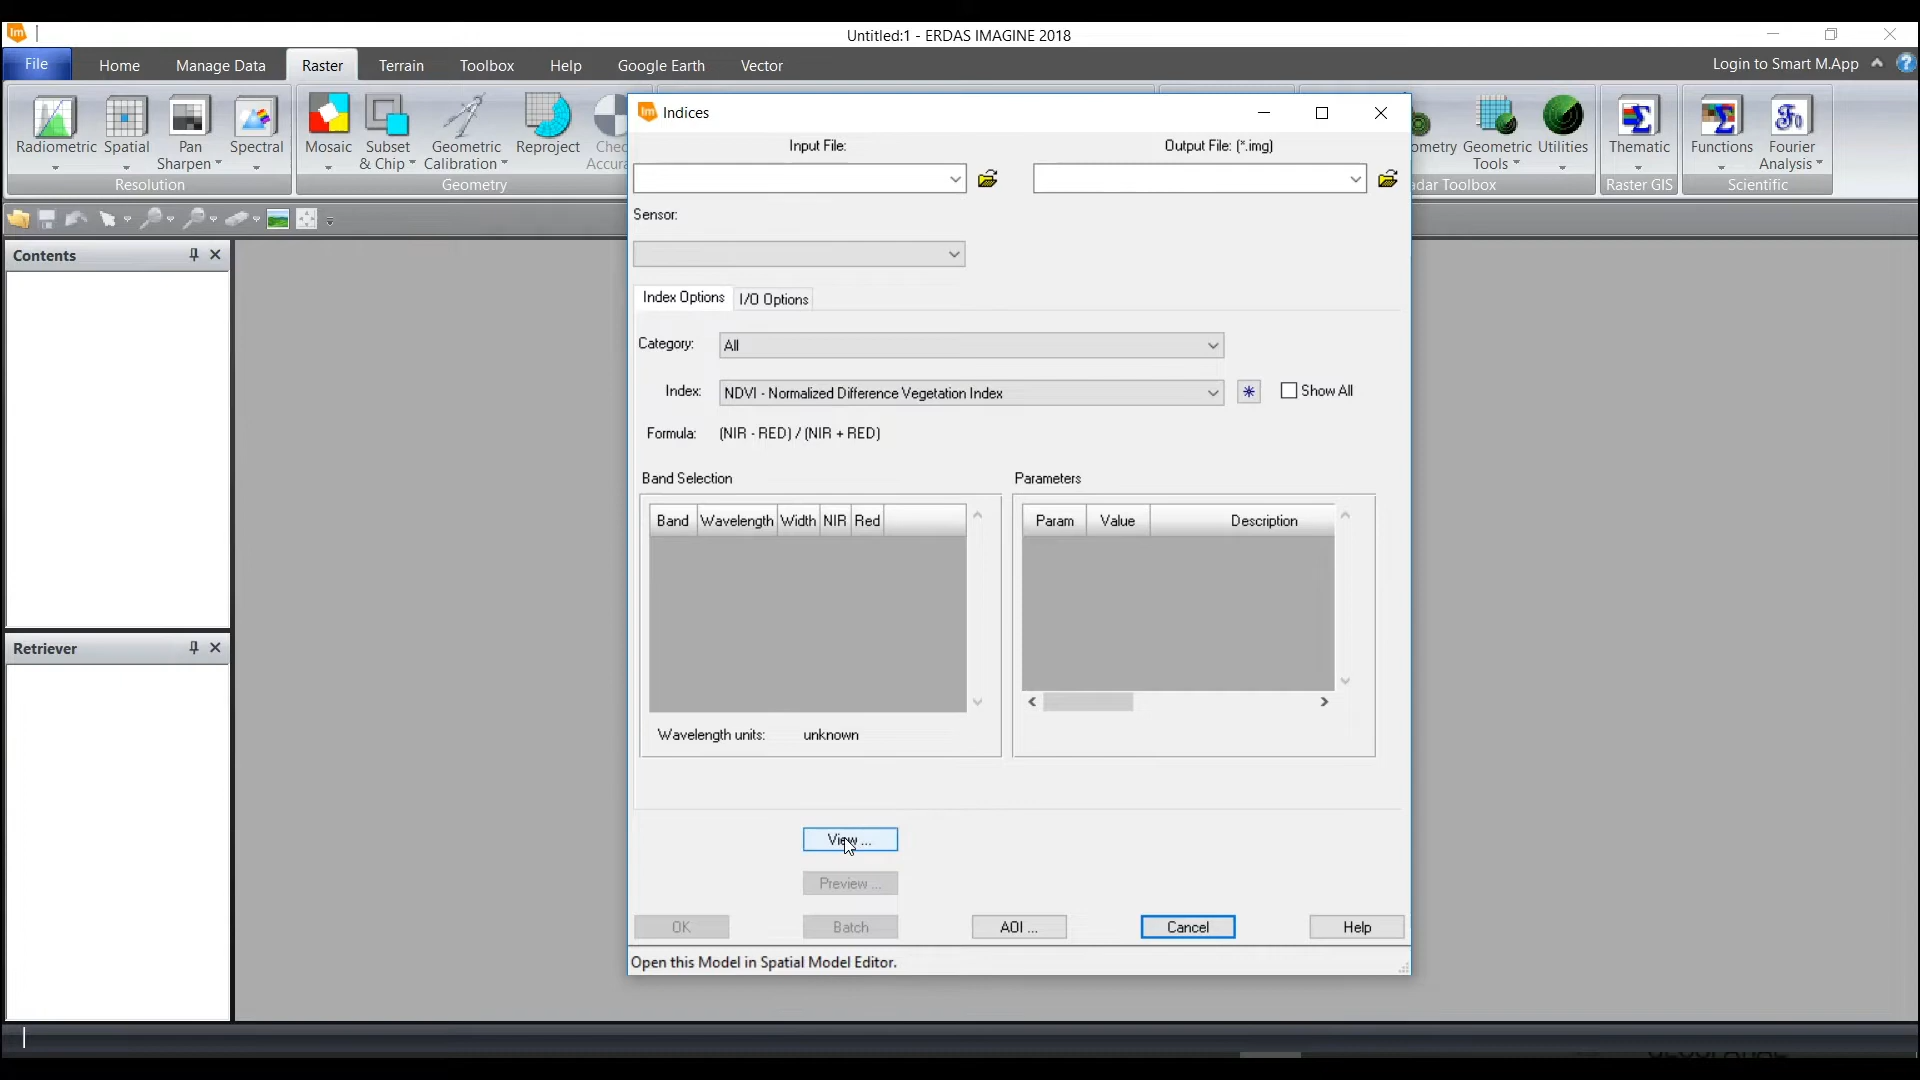 Im
Untitled:1 - ERDAS IMAGINE 2018
File Home Manage Data Raster Terrain Toolbox Help Google Earth Vector
Login to Smart M.App
Radiometric Spatial Pan Sharpen Spectral
Resolution
Mosaic Subset & Chip Geometric Calibration Reproject
Geometry
Geometric Tools Utilities
Thematic
Raster GIS
Functions Fourier Analysis
Scientific
Contents
Retriever
Im Indices
Input File: Output File: (*.img)
Sensor:
Index Options I/O Options
Category: All
Index: NDVI - Normalized Difference Vegetation Index Show All
Formula: (NIR - RED) / (NIR + RED)
Band Selection Parameters
Band Wavelength Width NIR Red
Param Value Description
Wavelength units: unknown
View ...
Preview ...
OK Batch AOI ... Cancel Help
Open this Model in Spatial Model Editor.